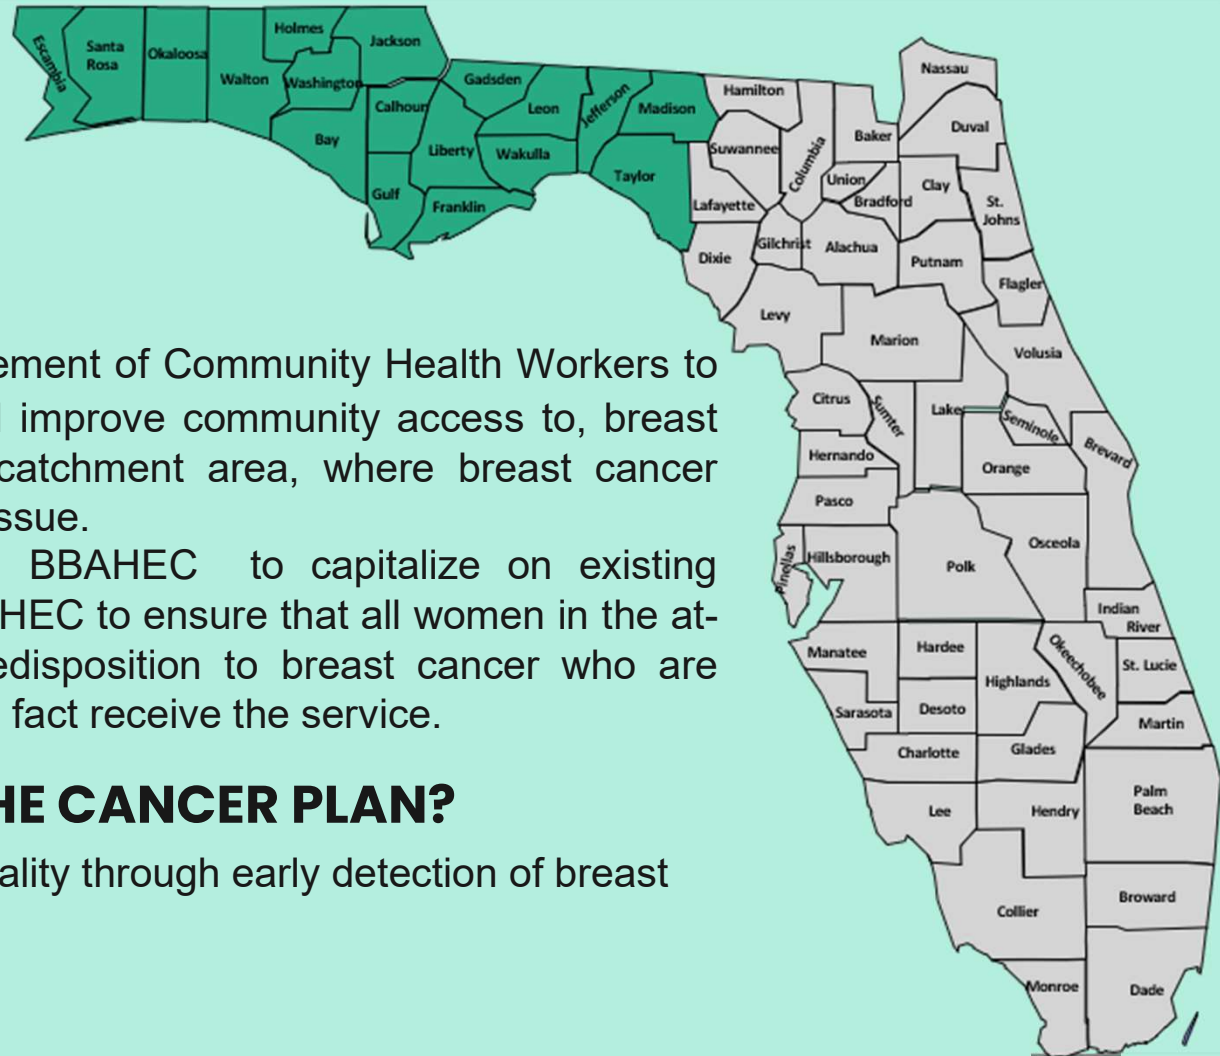 Escambia
Santa
Rosa
Okaloosa
Walton
Holmes
Washington
Jackson
Bay
Calhoun
Gulf
Liberty
Franklin
Gadsden
Leon
Wakulla
Jefferson
Madison
Taylor
Hamilton
Suwannee
Lafayette
Columbia
Baker
Nassau
Duval
Union
Bradford
Clay
St.
Johns
Dixie
Gilchrist
Alachua
Putnam
Flagler
Levy
Marion
Volusia
ement of Community Health Workers to
improve community access to, breast
catchment area, where breast cancer
ssue.
BBAHEC to capitalize on existing
HEC to ensure that all women in the at-
edisposition to breast cancer who are
fact receive the service.
HE CANCER PLAN?
ality through early detection of breast
Citrus
Sumter
Lake
Seminole
Brevard
Hernando
Orange
Pasco
Pinellas
Hillsborough
Polk
Osceola
Indian
River
Manatee
Hardee
Highlands
Okeechobee
St. Lucie
Sarasota
Desoto
Martin
Charlotte
Glades
Lee
Hendry
Palm
Beach
Collier
Broward
Monroe
Dade